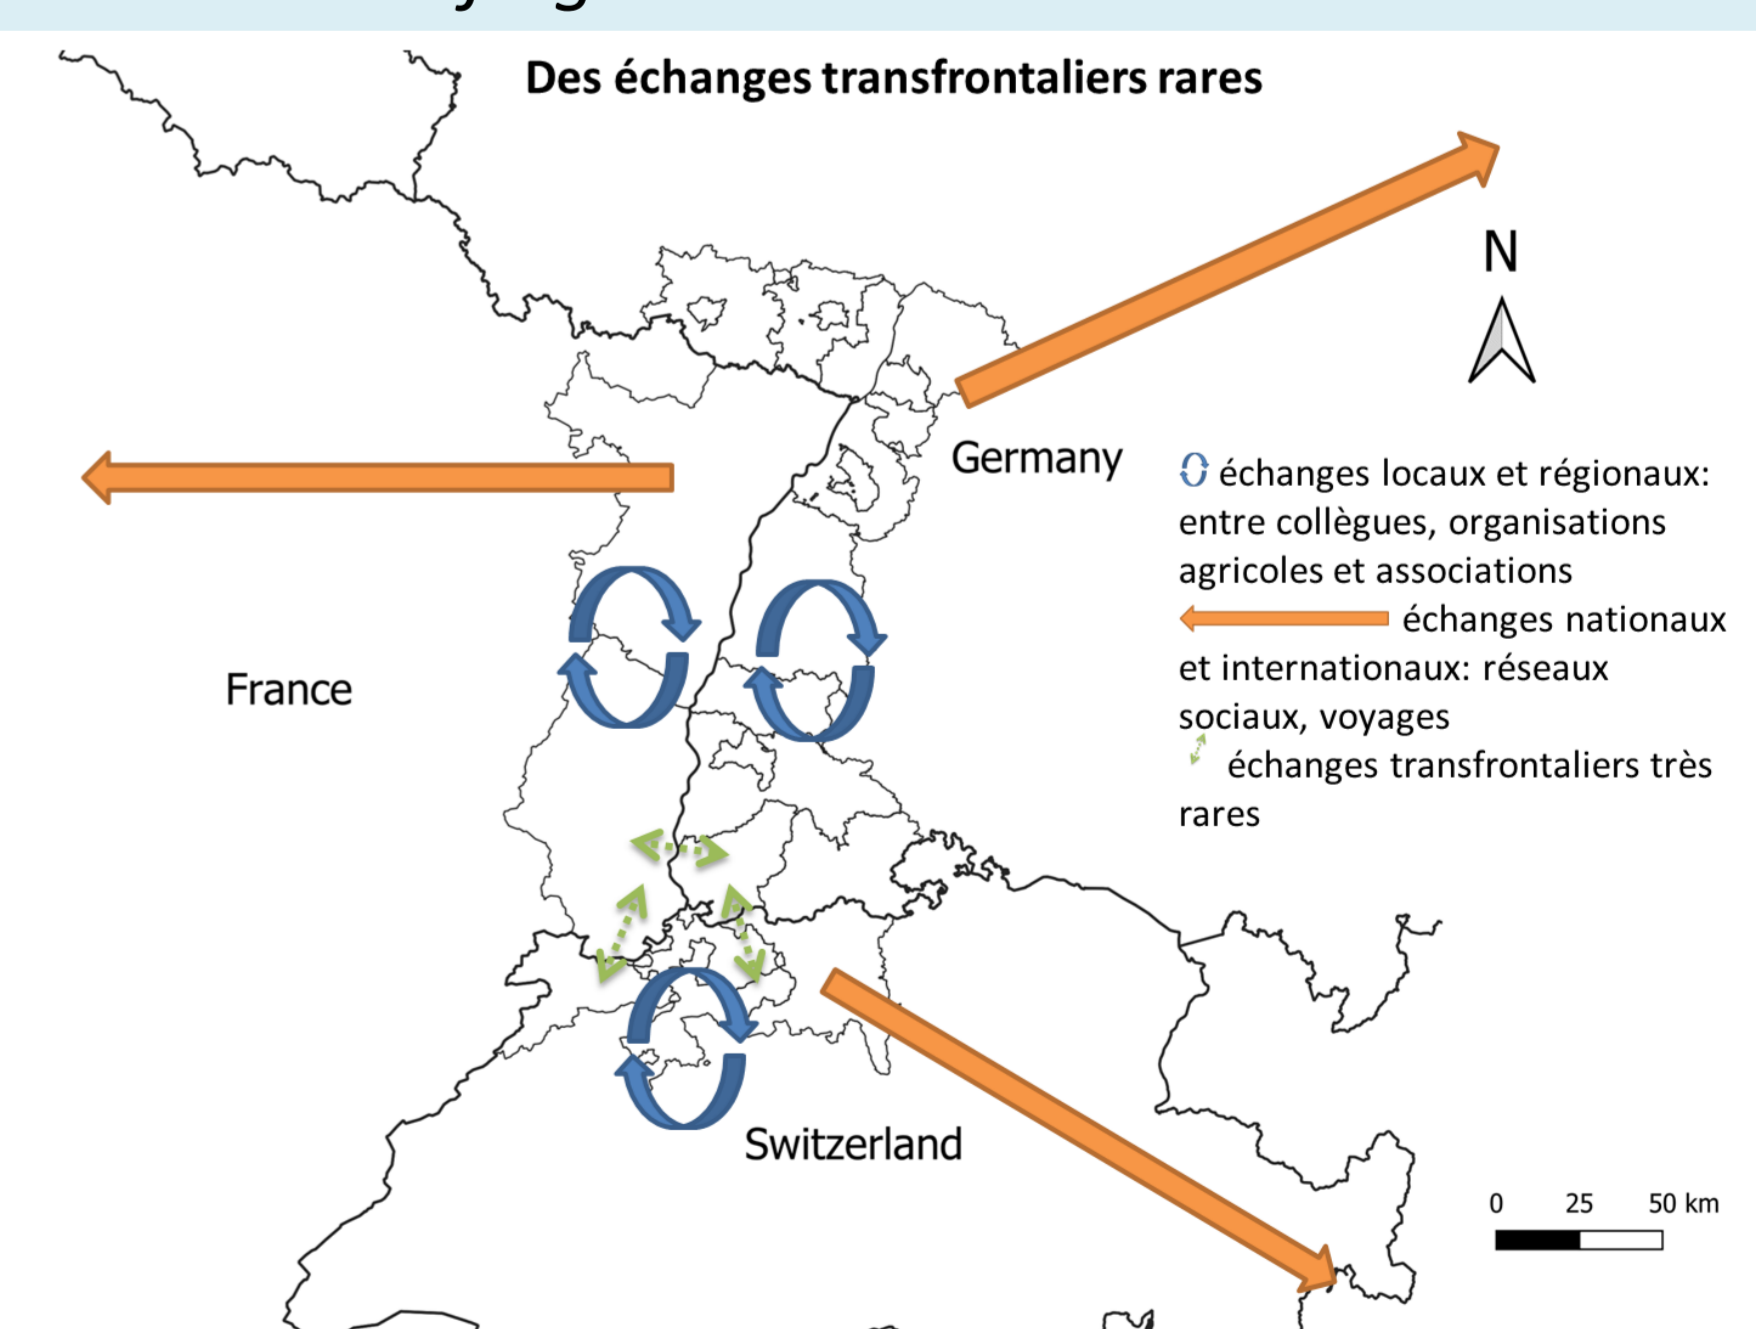 Des échanges transfrontaliers rares
N
Germany
échanges locaux et régionaux:
entre collègues, organisations
agricoles et associations
échanges nationaux
et internationaux: réseaux
sociaux, voyages
échanges transfrontaliers très
rares
France
Switzerland
0 25 50 km